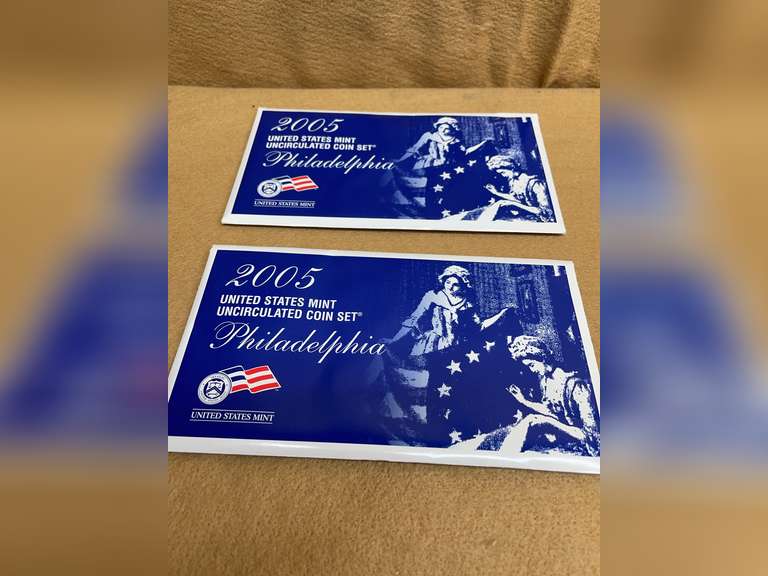 2005
UNITED STATES MINT
UNCIRCULATED COIN SET®
Philadelphia
UNITED STATES MINT
2005
UNITED STATES MINT
UNCIRCULATED COIN SET®
Philadelphia
UNITED STATES MINT